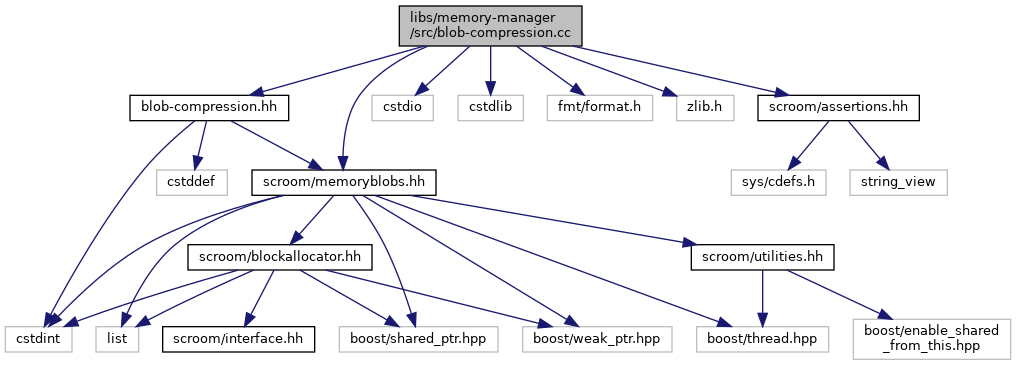 libs/memory-manager
/src/blob-compression.cc
blob-compression.hh
cstdio
cstdlib
fmt/format.h
zlib.h
scroom/assertions.hh
cstddef
scroom/memoryblobs.hh
sys/cdefs.h
string_view
scroom/blockallocator.hh
scroom/utilities.hh
cstdint
list
scroom/interface.hh
boost/shared_ptr.hpp
boost/weak_ptr.hpp
boost/thread.hpp
boost/enable_shared
_from_this.hpp